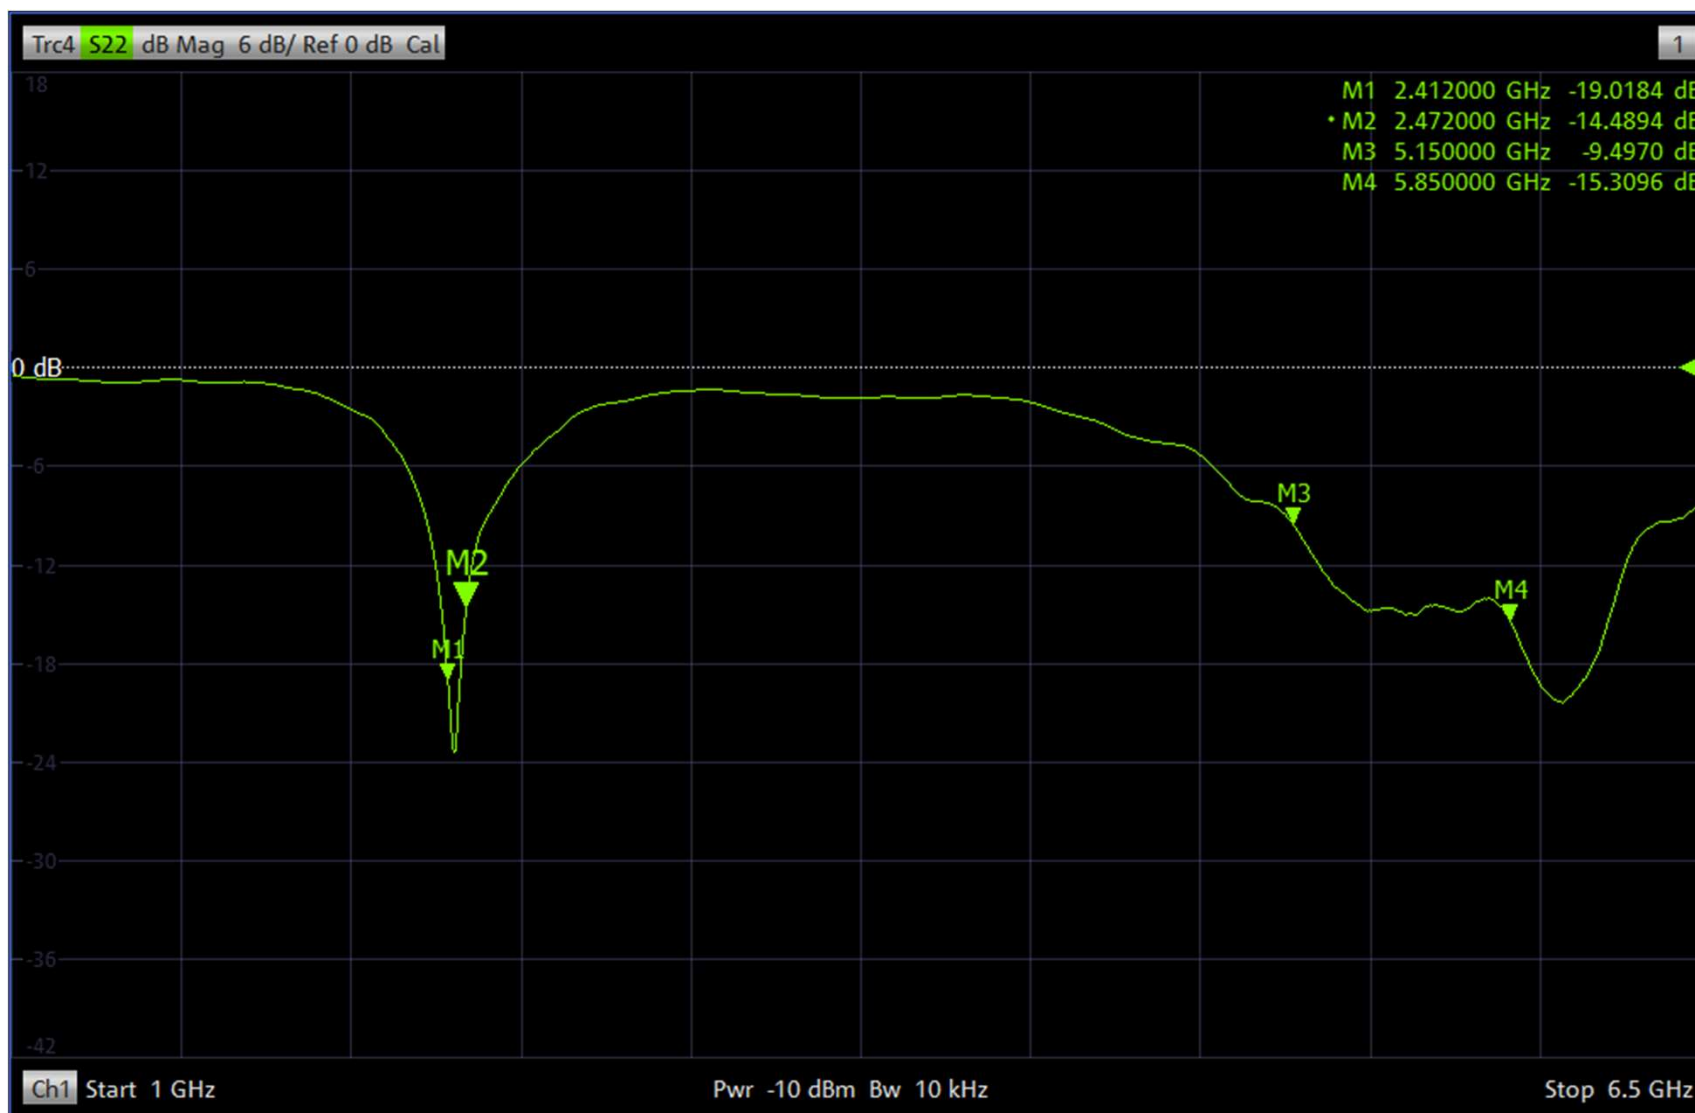 Trc4 S22 dB Mag 6 dB/ Ref 0 dB Cal
1
18
M1 2.412000 GHz -19.0184 dB
• M2 2.472000 GHz -14.4894 dB
M3 5.150000 GHz -9.4970 dB
M4 5.850000 GHz -15.3096 dB
12
6
0 dB
-6
M3
-12
M2
M4
M1
-18
-24
-30
-36
-42
Ch1 Start 1 GHz Pwr -10 dBm Bw 10 kHz Stop 6.5 GHz